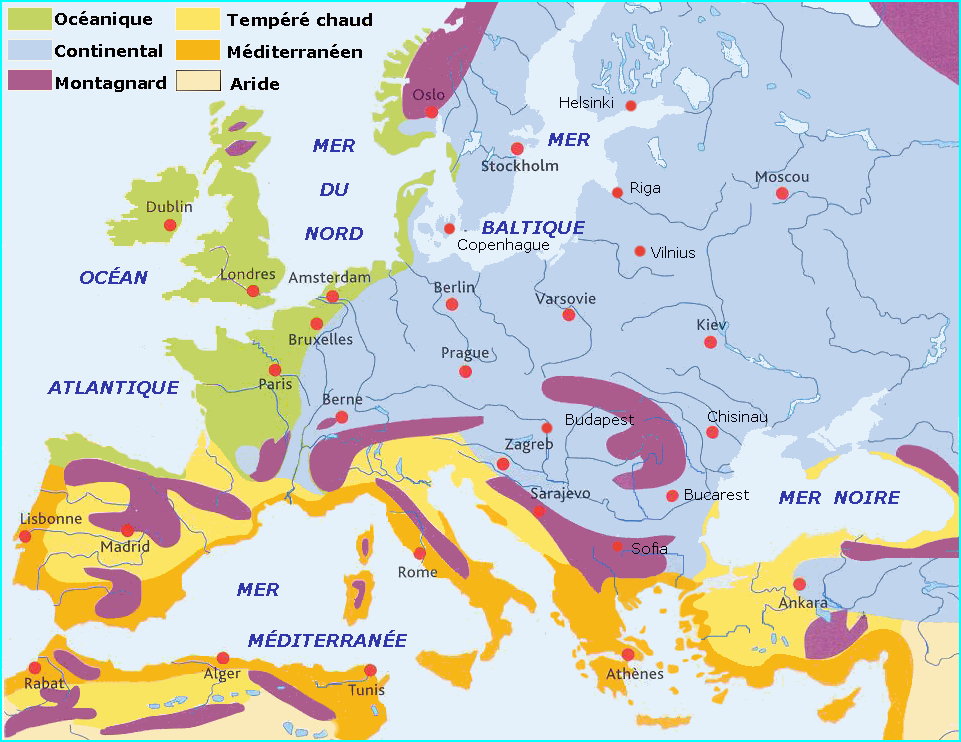 Océanique
Tempéré chaud
Continental
Méditerranéen
Montagnard
Aride
Oslo
Helsinki
MER
MER
Stockholm
Moscou
DU
Riga
Dublin
NORD
BALTIQUE
Copenhague
Vilnius
OCÉAN
Londres
Amsterdam
Berlin
Varsovie
Kiev
Bruxelles
Prague
ATLANTIQUE
Paris
Berne
Budapest
Chisinau
Zagreb
Sarajevo
Bucarest
MER NOIRE
Lisbonne
Madrid
Sofia
Rome
MER
Ankara
MÉDITERRANÉE
Rabat
Alger
Tunis
Athènes